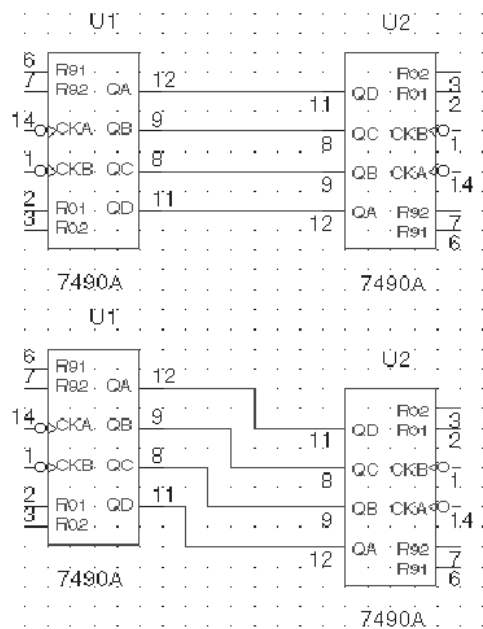 U1 U2
6 R91 R02
7 R92 QA 12 11 QD R01 3
2
14 CKA QB 9 8 QC CKB 1
1 CKB QC 8 9 QB CKA 14
2 R01 QD 11 12 QA R92 7
3 R02 R91 6
7490A 7490A
U1 U2
6 R91
7 R92 QA 12 R02 3
14 CKA QB 9 11 QD R01 2
1 CKB QC 8 8 QC CKB 1
2 R01 QD 11 9 QB CKA 14
3 R02 12 QA R92 7
7490A R91 6
7490A